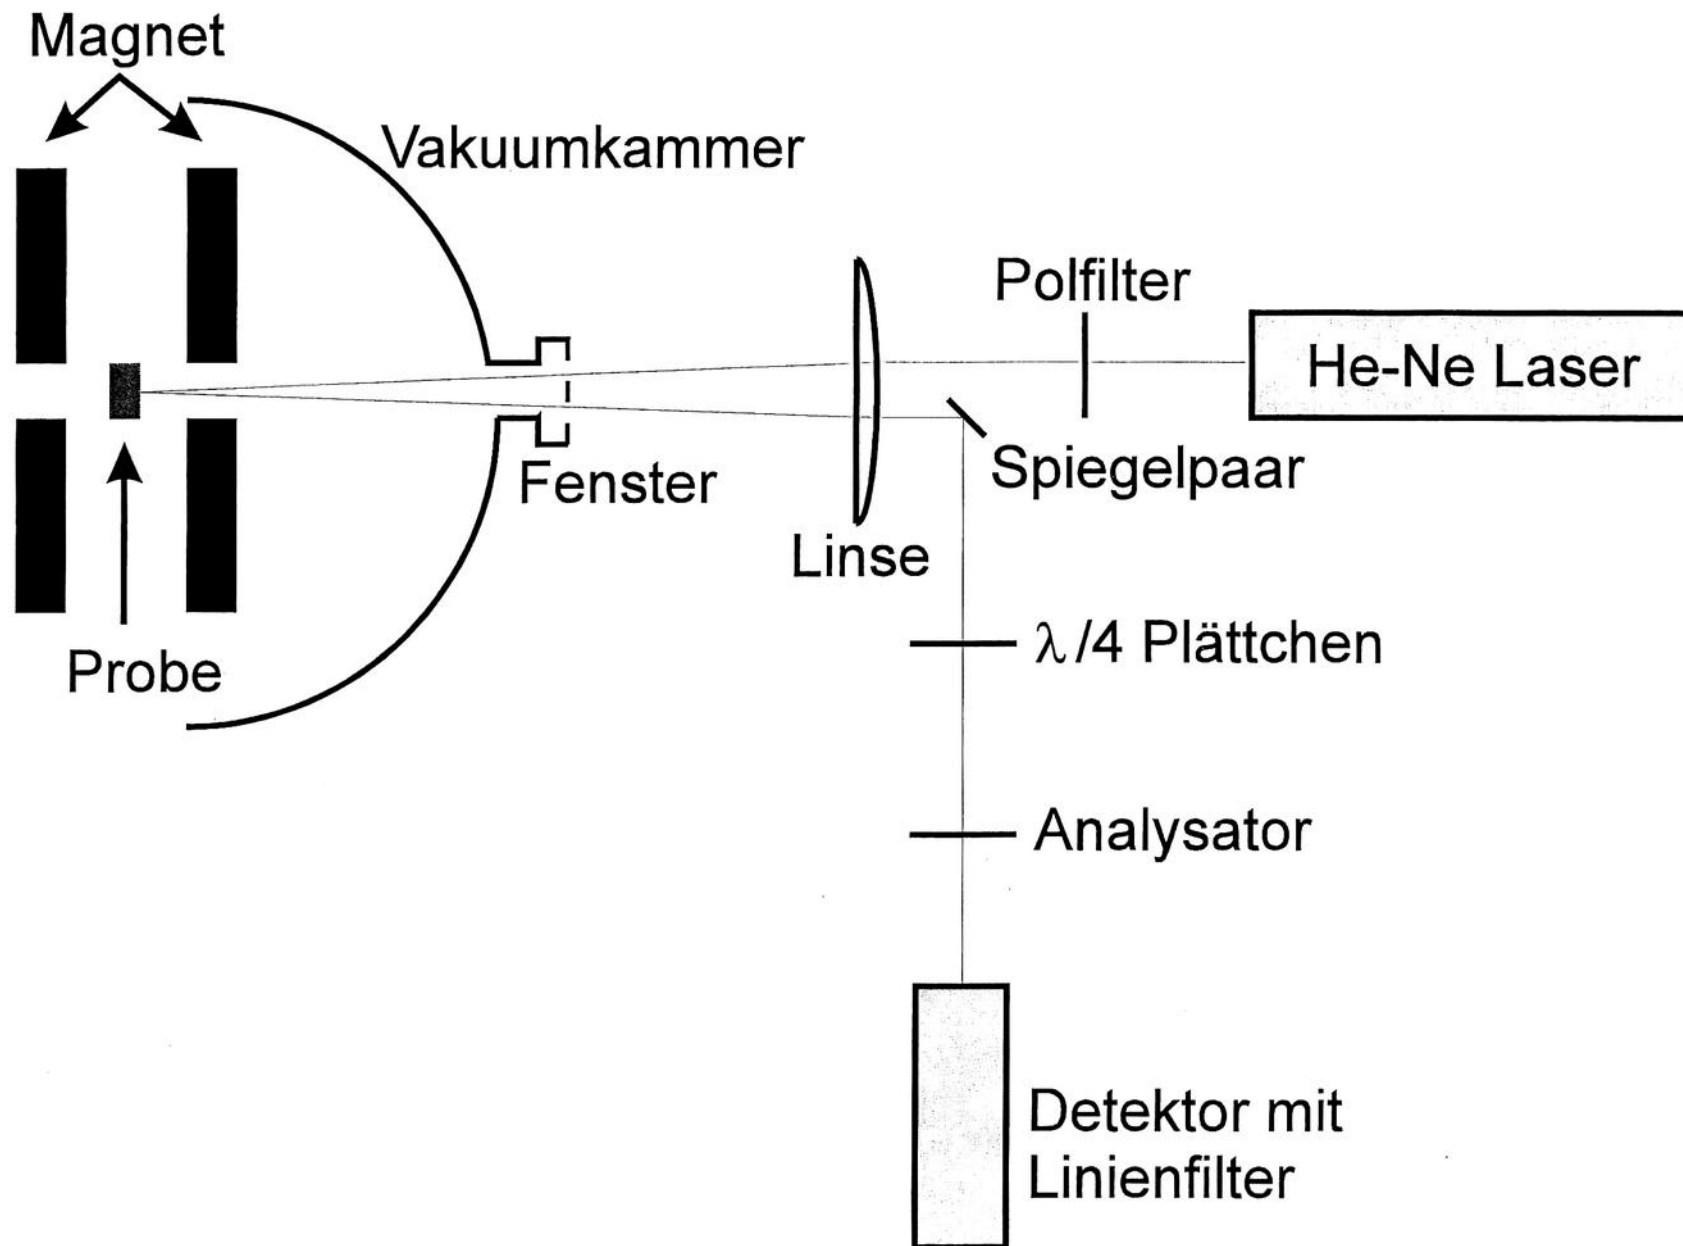 Magnet
Vakuumkammer
Polfilter
He-Ne Laser
Spiegelpaar
Fenster
Linse
λ/4 Plättchen
Probe
Analysator
Detektor mit
Linienfilter